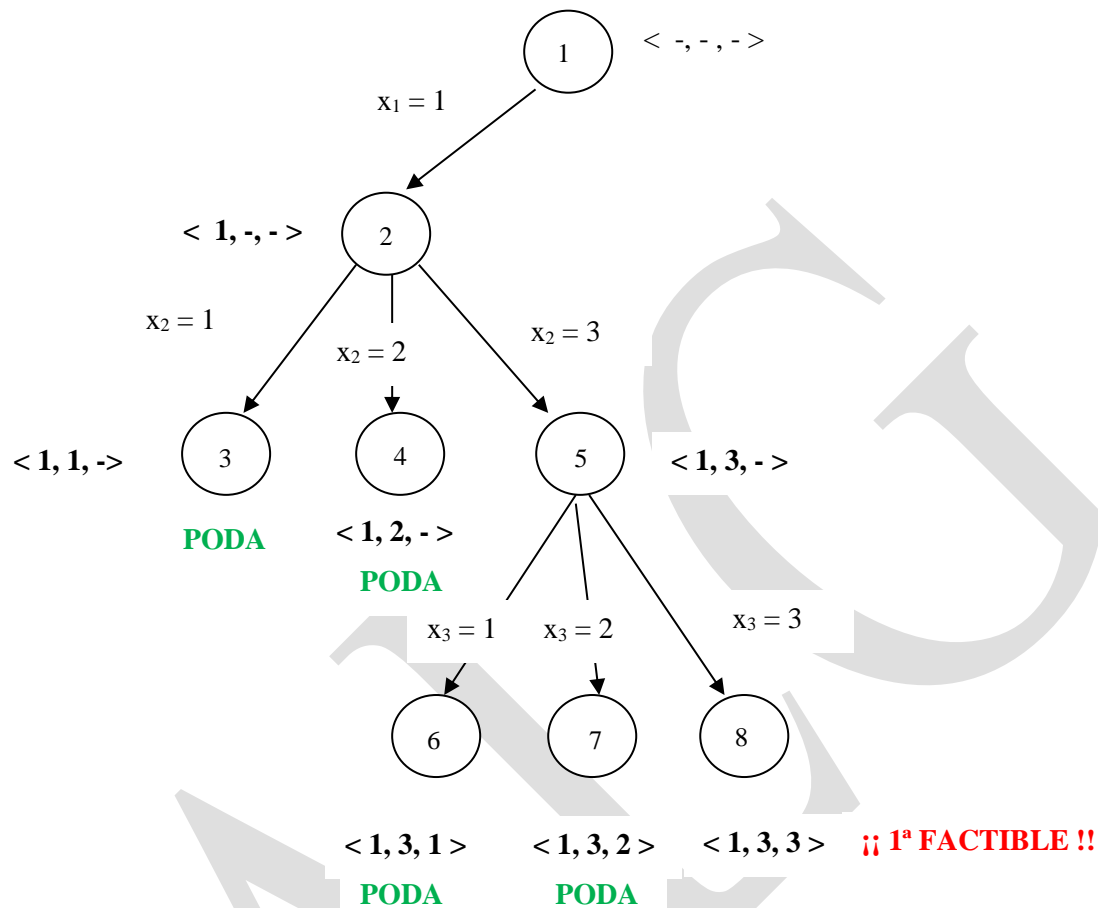 1
< -, - , - >
x₁ = 1
< 1, -, - >
2
x₂ = 1
x₂ = 2
x₂ = 3
< 1, 1, ->
3
4
5
< 1, 3, - >
PODA
< 1, 2, - >
PODA
x₃ = 1
x₃ = 2
x₃ = 3
6
7
8
< 1, 3, 1 >
< 1, 3, 2 >
< 1, 3, 3 >
¡¡ 1ª FACTIBLE !!
PODA
PODA